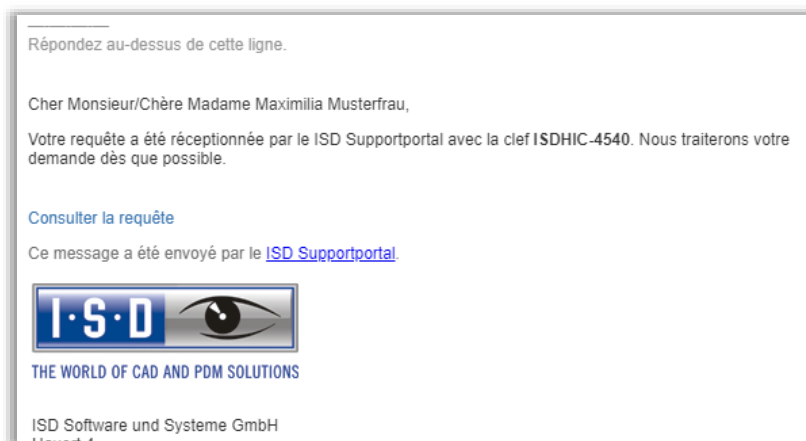 Répondez au-dessus de cette ligne.
Cher Monsieur/Chère Madame Maximilia Musterfrau,
Votre requête a été réceptionnée par le ISD Supportportal avec la clef ISDHIC-4540. Nous traiterons votre
demande dès que possible.
Consulter la requête
Ce message a été envoyé par le ISD Supportportal.
I·S·D
THE WORLD OF CAD AND PDM SOLUTIONS
ISD Software und Systeme GmbH